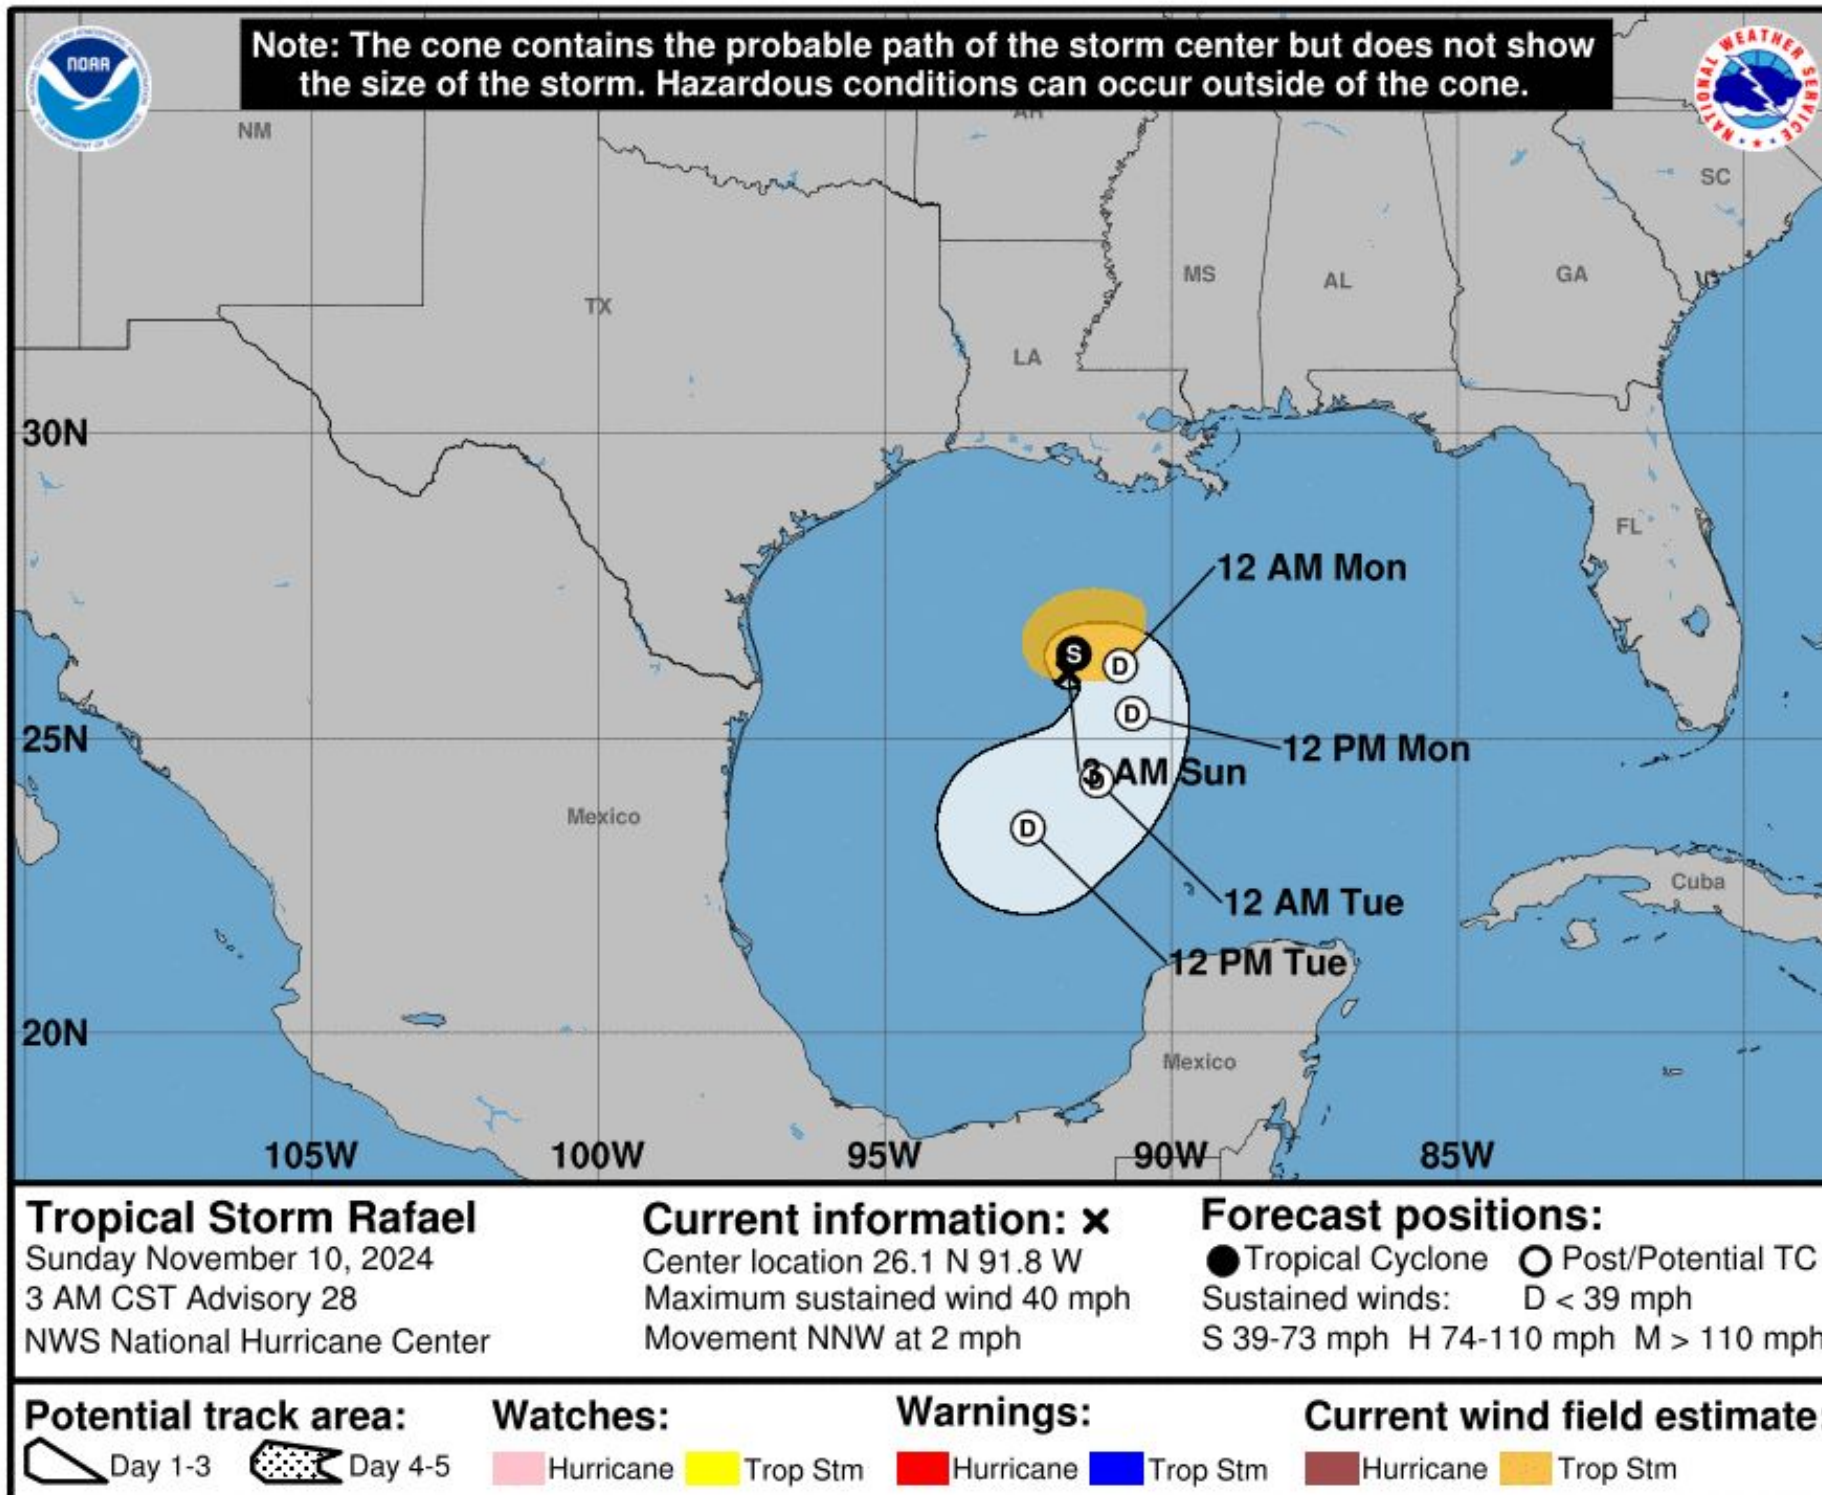 Note: The cone contains the probable path of the storm center but does not show
the size of the storm. Hazardous conditions can occur outside of the cone.
NOAA
NATIONAL WEATHER SERVICE
NM
AR
SC
MS
AL
GA
TX
LA
30N
FL
12 AM Mon
S
D
D
25N
12 PM Mon
3 AM Sun
D
Mexico
D
Cuba
12 AM Tue
12 PM Tue
20N
Mexico
105W
100W
95W
90W
85W
Tropical Storm Rafael
Sunday November 10, 2024
3 AM CST Advisory 28
NWS National Hurricane Center
Current information: x
Center location 26.1 N 91.8 W
Maximum sustained wind 40 mph
Movement NNW at 2 mph
Forecast positions:
Tropical Cyclone Post/Potential TC
Sustained winds: D < 39 mph
S 39-73 mph H 74-110 mph M > 110 mph
Potential track area:
Day 1-3 Day 4-5
Watches:
Hurricane Trop Stm
Warnings:
Hurricane Trop Stm
Current wind field estimate:
Hurricane Trop Stm